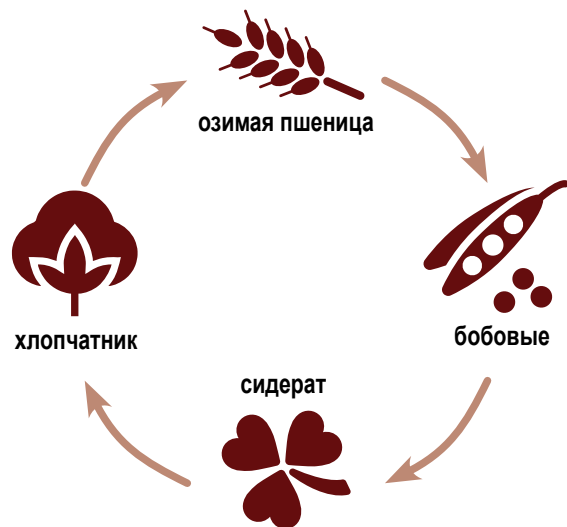 озимая пшеница
бобовые
сидерат
хлопчатник